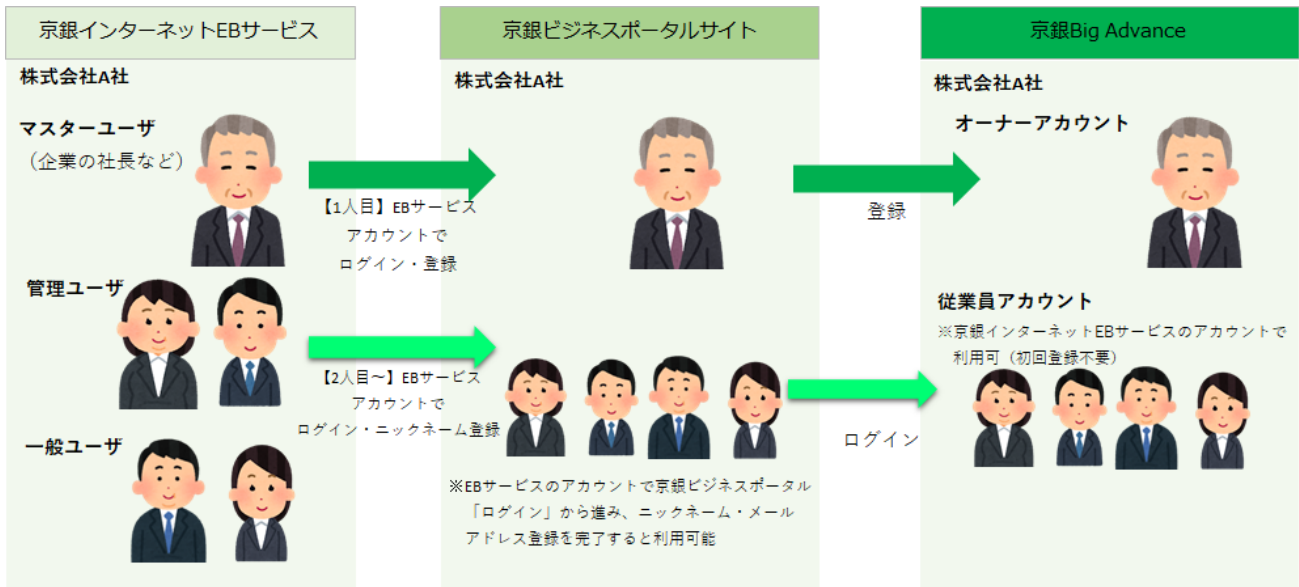 京銀インターネットEBサービス
株式会社A社
マスターユーザ
（企業の社長など）
管理ユーザ
一般ユーザ
【1人目】EBサービス
アカウントで
ログイン・登録
【2人目～】EBサービス
アカウントで
ログイン・ニックネーム登録
京銀ビジネスポータルサイト
株式会社A社
※EBサービスのアカウントで京銀ビジネスポータル
「ログイン」から進み、ニックネーム・メール
アドレス登録を完了すると利用可能
登録
ログイン
京銀Big Advance
株式会社A社
オーナーアカウント
従業員アカウント
※京銀インターネットEBサービスのアカウントで
利用可（初回登録不要）